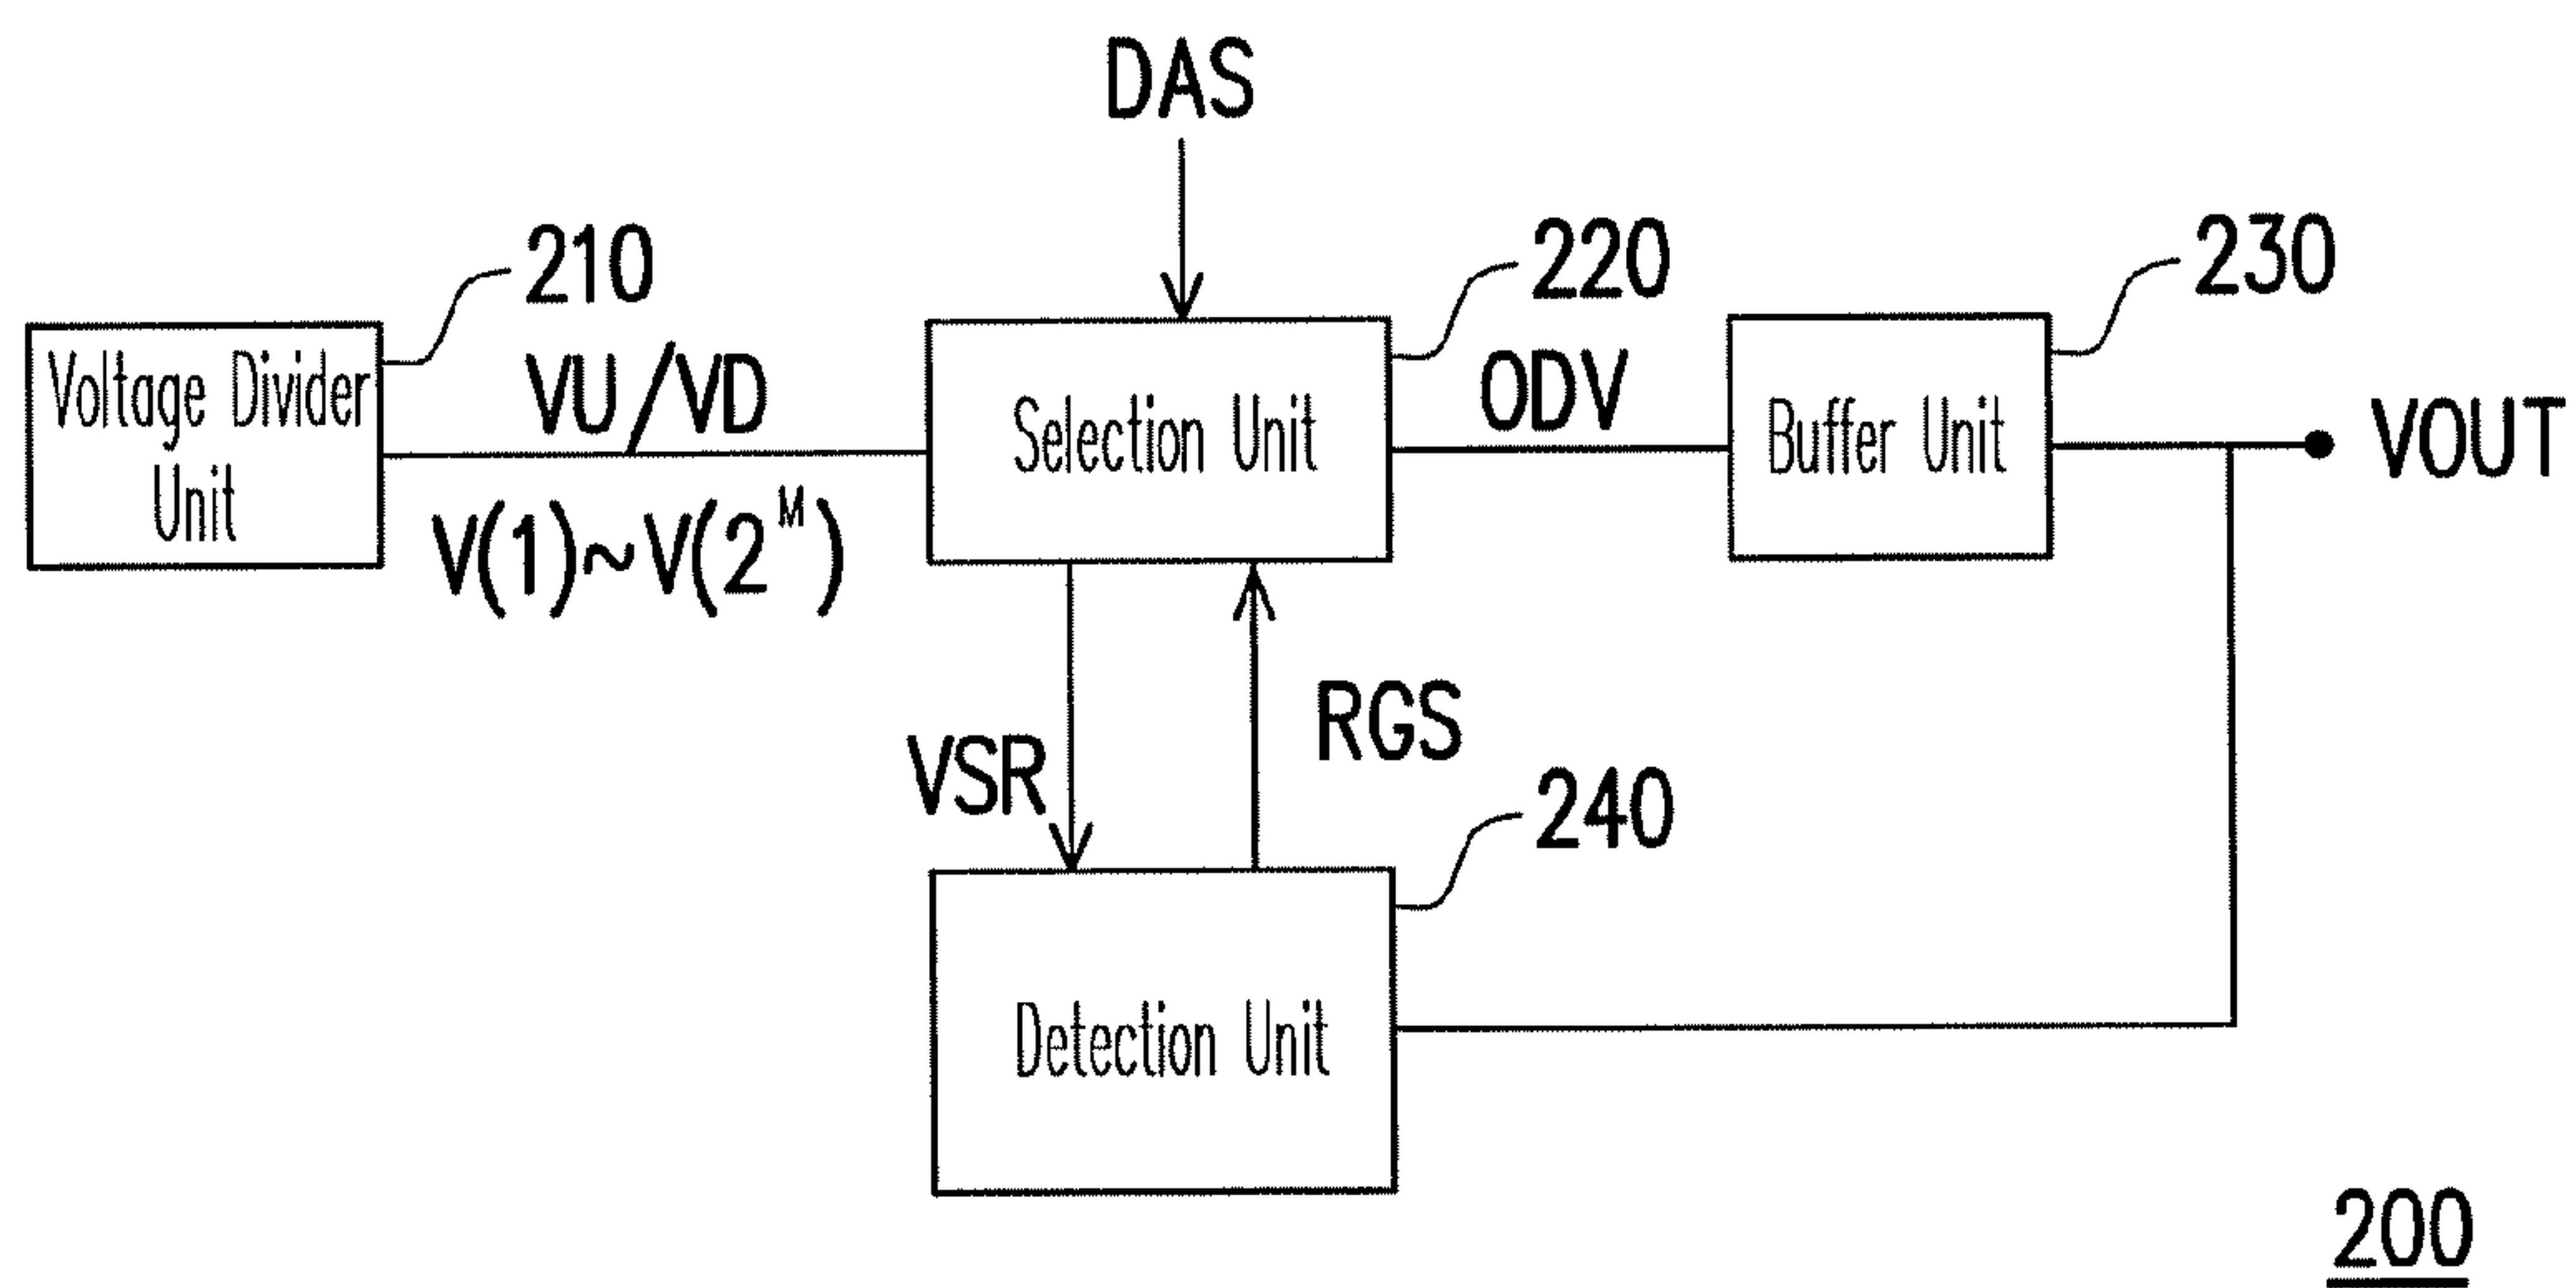 DAS
210
220
230
Voltage Divider
Unit
VU/VD
V(1)~V(2^M)
Selection Unit
ODV
Buffer Unit
VOUT
VSR
RGS
240
Detection Unit
200